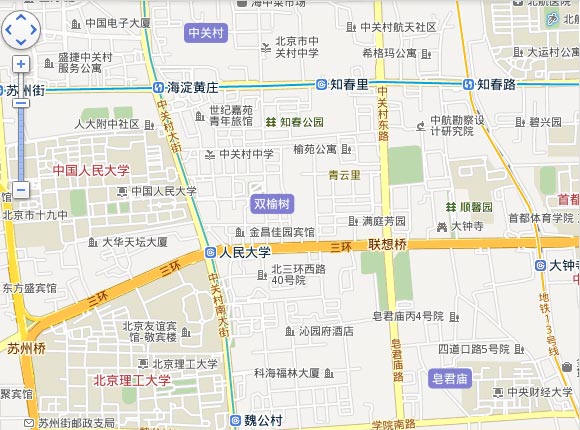 海中菜市场
中关村
中国电子大厦
北京市中
关村中学
中关村航天社区
北航医院
希格玛公寓
大运村公寓
盛捷中关村
服务公寓
苏州街
海淀黄庄
知春里
知春路
中关村大街
世纪嘉苑
青年旅馆
知春公园
人大附中社区
中关村东路
中航勘察设
计研究院
碧兴园
中关村中学
榆苑公寓
中国人民大学
青云里
中国人民大学
首都
双榆树
顺馨园
北京市十九中
满庭芳园
首都体育学院
大钟寺
大华天坛大厦
金昌佳园宾馆
人民大学
三环
联想桥
大钟寺
三环
北三环西路
40号院
东方盛宾馆
三环
地铁13号线
中关村南大街
北京友谊宾
馆-敬宾楼
沁园府酒店
皂君庙丙4号院
苏州桥
皂君庙路
四道口路5号院
北京理工大学
北京理工大学
科海福林大厦
皂君庙
聚宾馆
中央财经大学
苏州街邮政支局
魏公村
学院南路